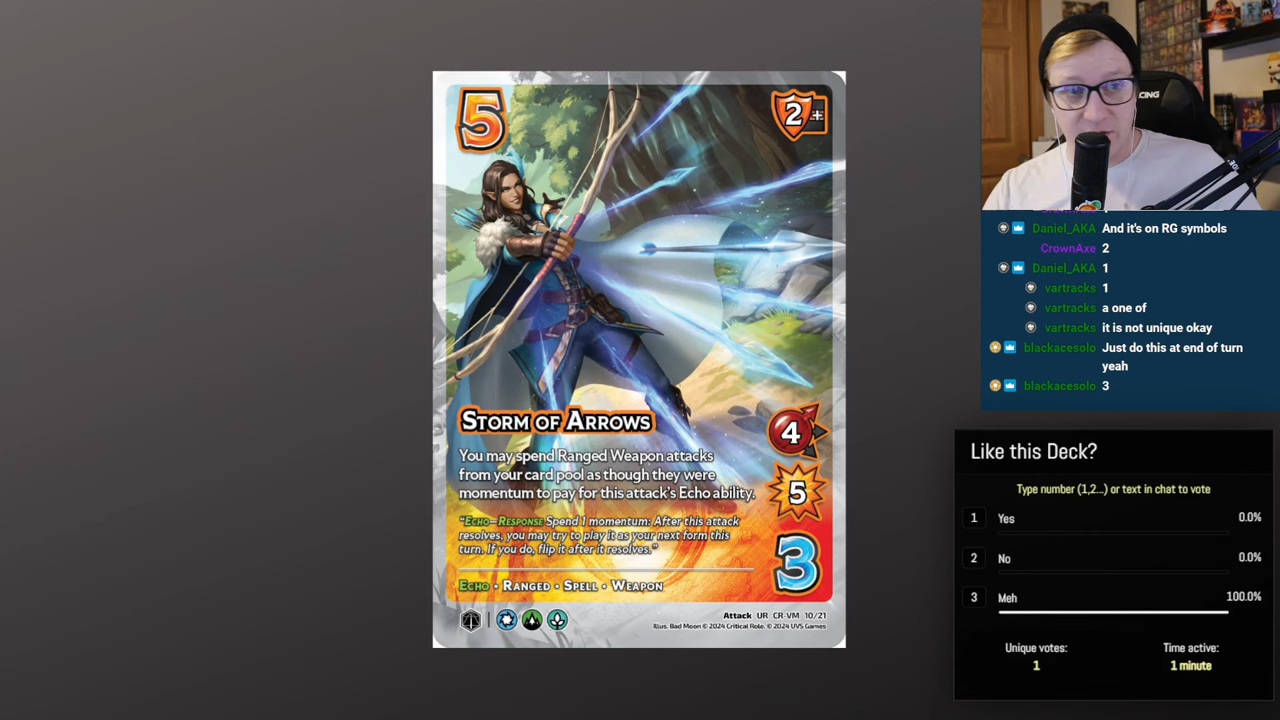 5
2
+
STORM OF ARROWS
4
You may spend Ranged Weapon attacks
from your card pool as though they were
momentum to pay for this attack's Echo ability.
5
"ECHO—RESPONSE Spend 1 momentum: After this attack
resolves, you may try to play it as your next form this
turn. If you do, flip it after it resolves."
3
ECHO • RANGED • SPELL • WEAPON
Attack UR CR-VM 10/21
Illus. Bad Moon © 2024 Critical Role. © 2024 UVS Games
CING
Daniel_AKA And it's on RG symbols
CrownAxe 2
Daniel_AKA 1
vartracks 1
vartracks a one of
vartracks it is not unique okay
blackacesolo Just do this at end of turn
yeah
blackacesolo 3
Like this Deck?
Type number (1,2...) or text in chat to vote
1 Yes 0.0%
2 No 0.0%
3 Meh 100.0%
Unique votes: Time active:
1 1 minute